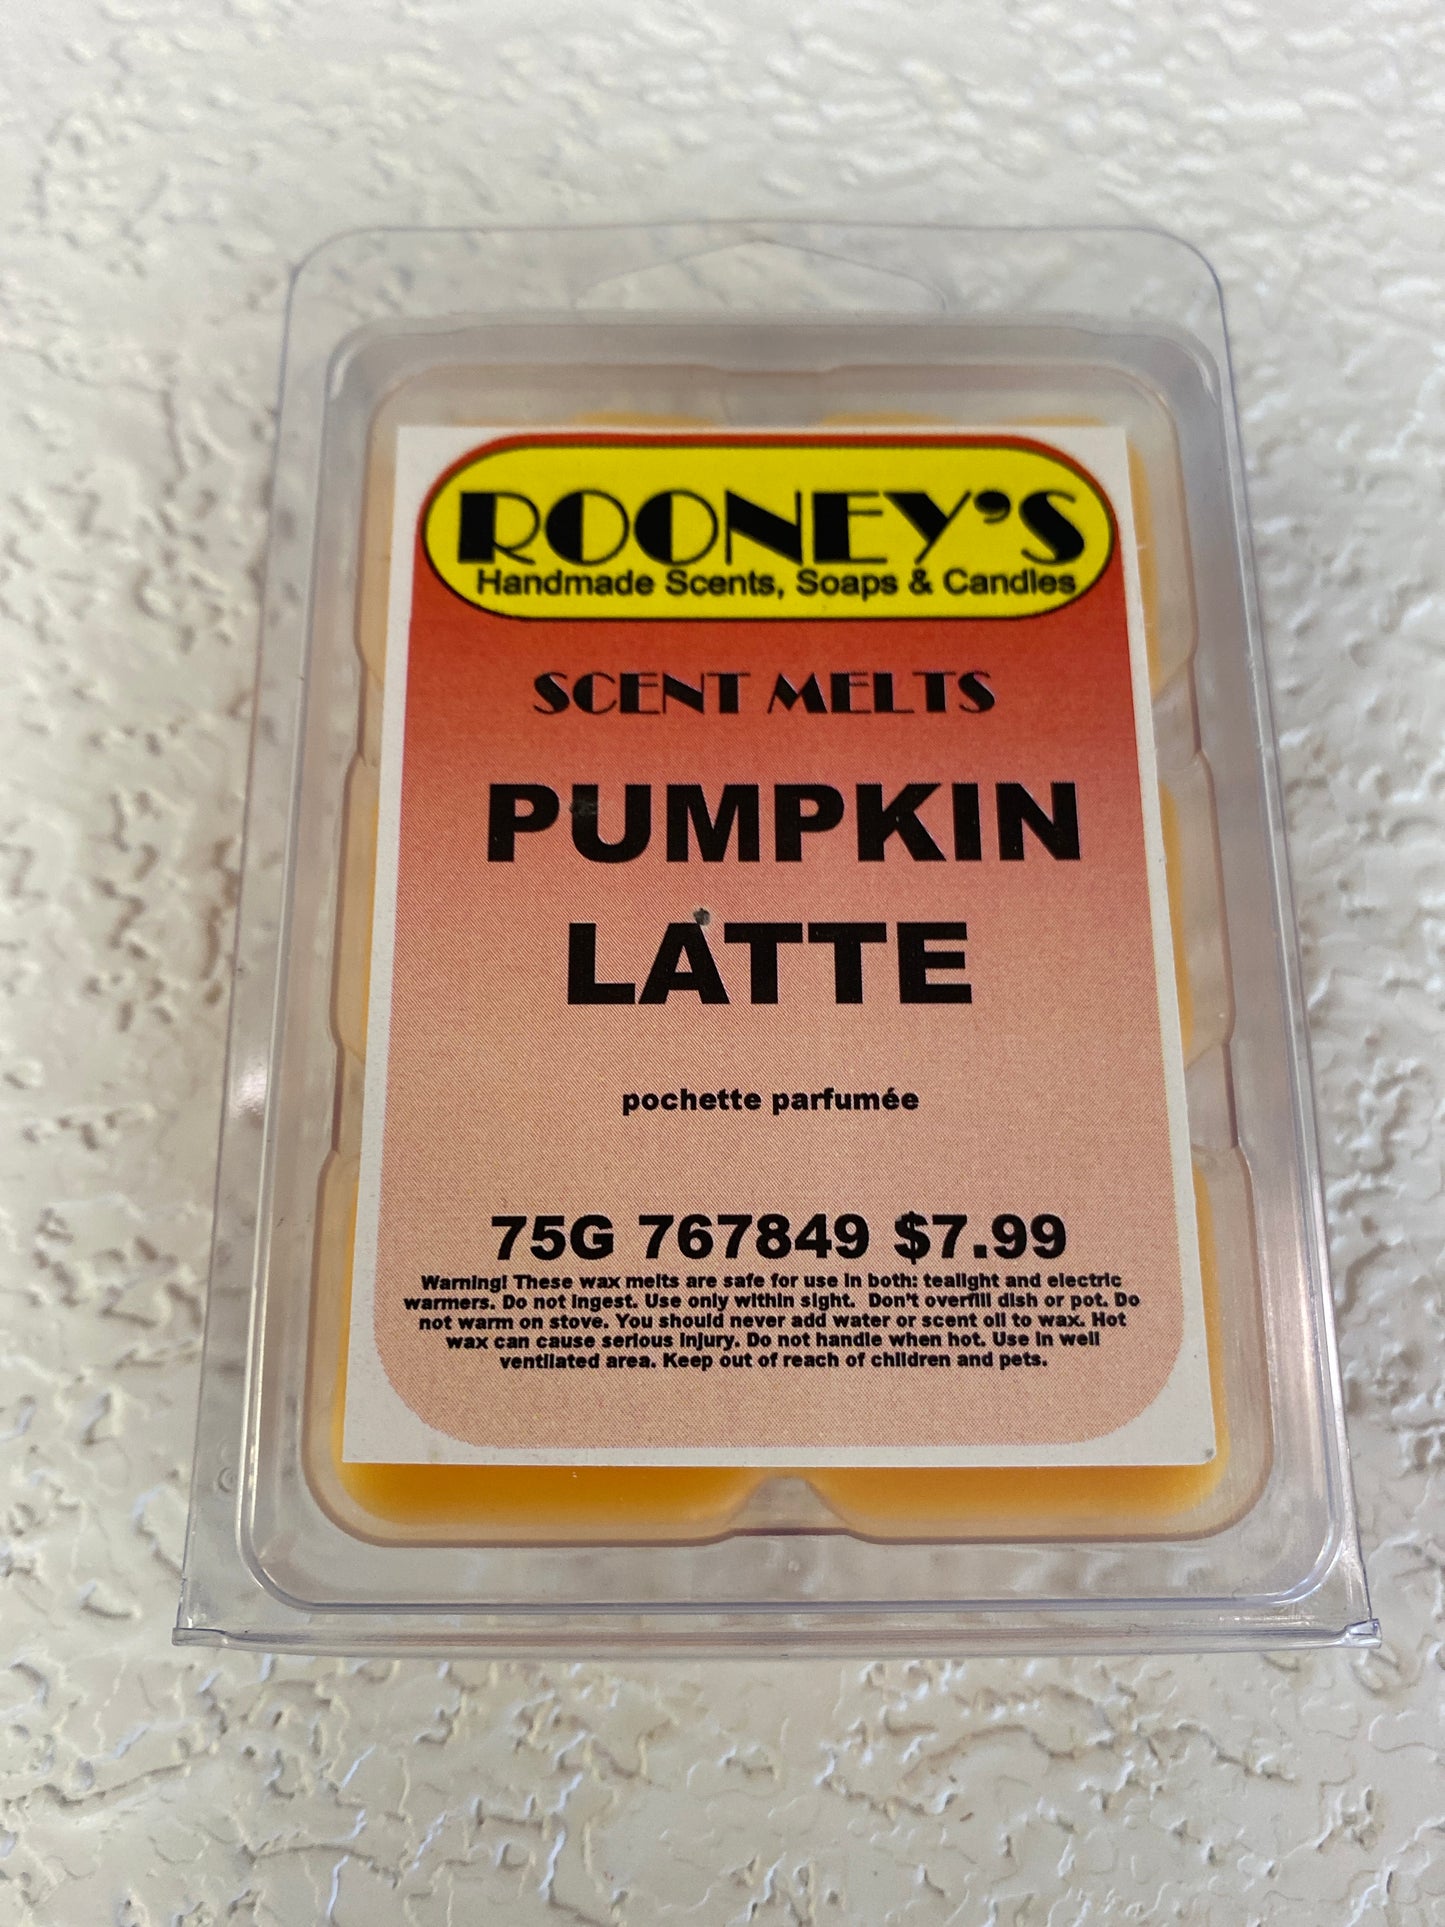 ROONEY'S
Handmade Scents, Soaps & Candles
SCENT MELTS
PUMPKIN
LATTE
pochette parfumée
75G 767849 $7.99
Warning! These wax melts are safe for use in both: tealight and electric
warmers. Do not ingest. Use only within sight. Don't overfill dish or pot. Do
not warm on stove. You should never add water or scent oil to wax. Hot
wax can cause serious injury. Do not handle when hot. Use in well
ventilated area. Keep out of reach of children and pets.